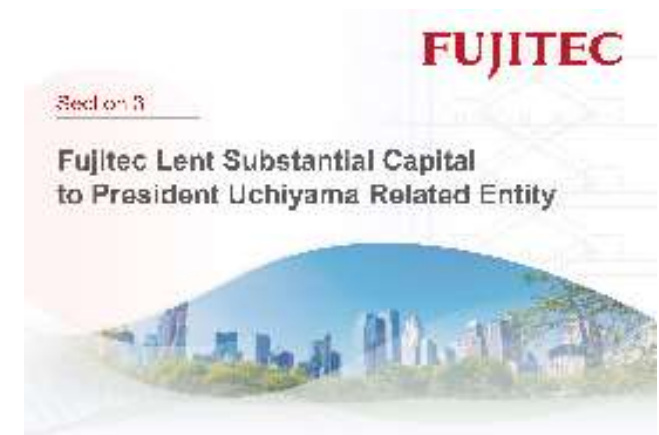 FUJITEC
Section 3
Fujitec Lent Substantial Capital
to President Uchiyama Related Entity